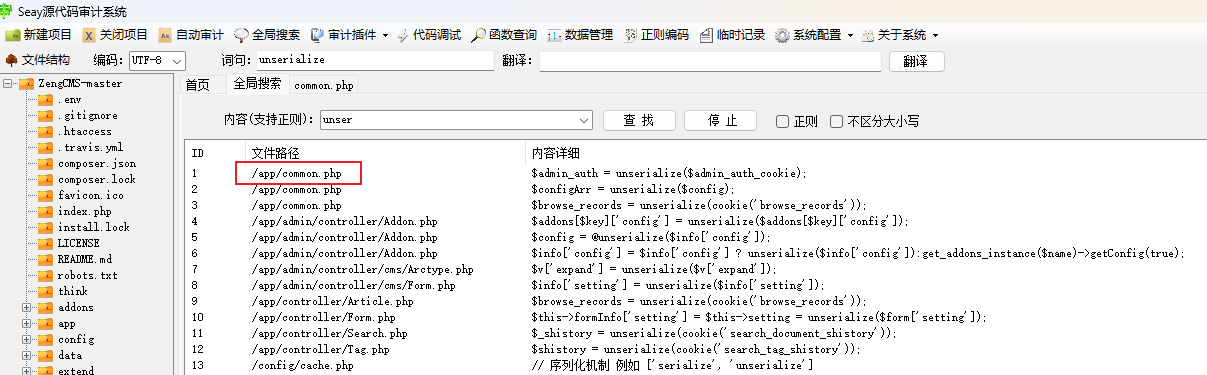 Seay源代码审计系统
新建项目 关闭项目 自动审计 全局搜索 审计插件 代码调试 函数查询 数据管理 正则编码 临时记录 系统配置 关于系统
文件结构 编码: UTF-8 词句: unserialize 翻译: 翻译
首页 全局搜索 common.php
内容(支持正则): unser 查 找 停 止 正则 不区分大小写
ID 文件路径 内容详细
1 /app/common.php $admin_auth = unserialize($admin_auth_cookie);
2 /app/common.php $configArr = unserialize($config);
3 /app/common.php $browse_records = unserialize(cookie('browse_records'));
4 /app/admin/controller/Addon.php $addons[$key]['config'] = unserialize($addons[$key]['config']);
5 /app/admin/controller/Addon.php $config = @unserialize($info['config']);
6 /app/admin/controller/Addon.php $info['config'] = $info['config'] ? unserialize($info['config']):get_addons_instance($name)->getConfig(true);
7 /app/admin/controller/cms/Arctype.php $v['expand'] = unserialize($v['expand']);
8 /app/admin/controller/cms/Form.php $info['setting'] = unserialize($info['setting']);
9 /app/controller/Article.php $browse_records = unserialize(cookie('browse_records'));
10 /app/controller/Form.php $this->formInfo['setting'] = $this->setting = unserialize($form['setting']);
11 /app/controller/Search.php $_shistory = unserialize(cookie('search_document_shistory'));
12 /app/controller/Tag.php $shistory = unserialize(cookie('search_tag_shistory'));
13 /config/cache.php // 序列化机制 例如 ['serialize', 'unserialize']
ZengCMS-master
.env
.gitignore
.htaccess
.travis.yml
composer.json
composer.lock
favicon.ico
index.php
install.lock
LICENSE
README.md
robots.txt
think
addons
app
config
data
extend